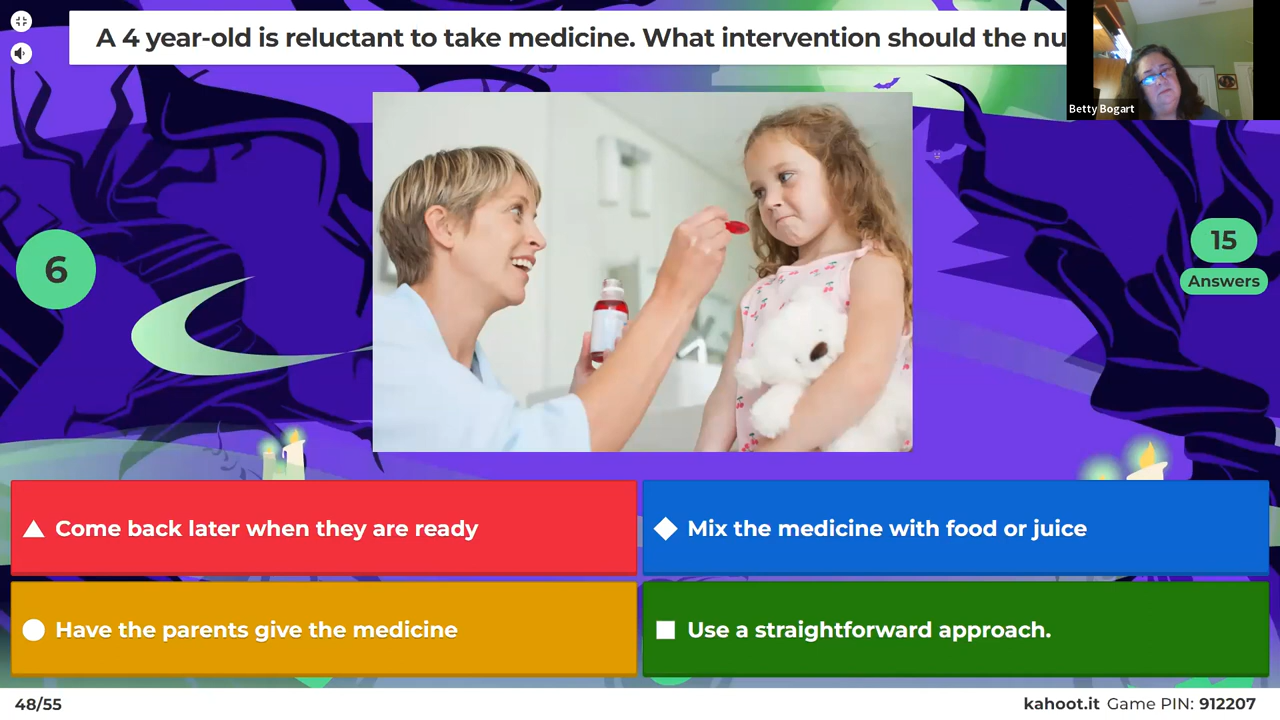 A 4 year-old is reluctant to take medicine. What intervention should the nu
Betty Bogart
6
15
Answers
Come back later when they are ready
Mix the medicine with food or juice
Have the parents give the medicine
Use a straightforward approach.
48/55
kahoot.it Game PIN: 912207